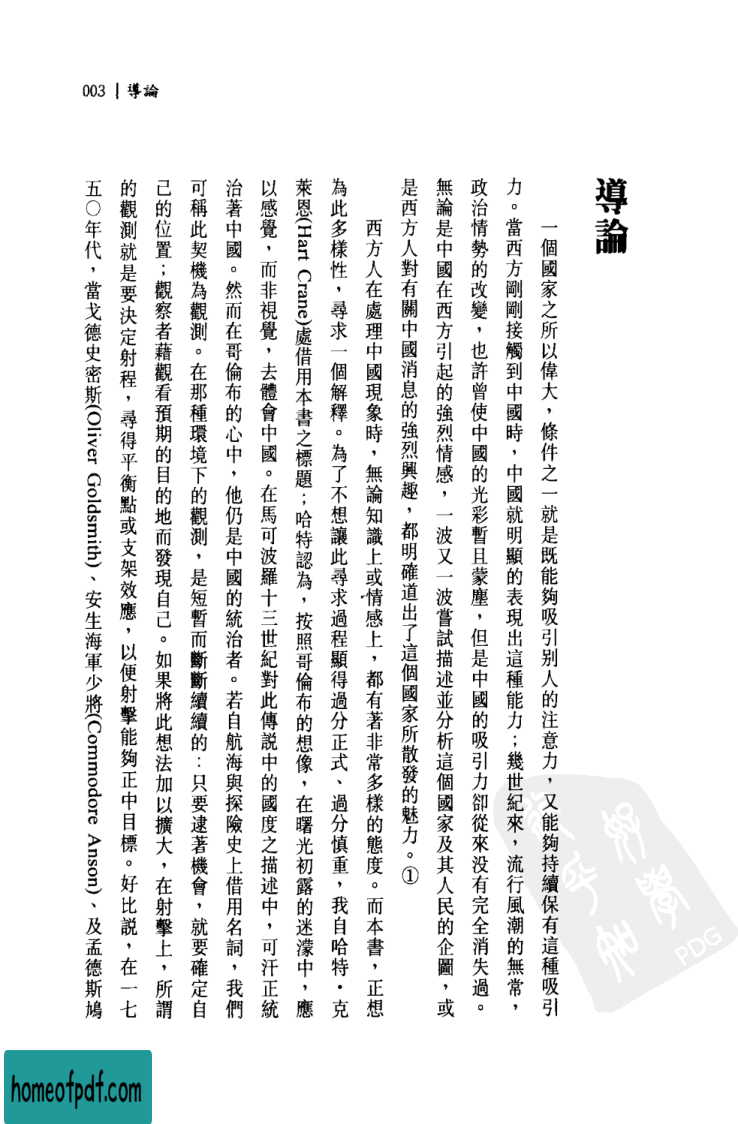 003 | 導論
導論
一個國家之所以偉大，條件之一就是既能夠吸引別人的注意力，又能夠持續保有這種吸引
力。當西方剛剛接觸到中國時，中國就明顯的表現出這種能力；幾世紀來，流行風潮的無常，
政治情勢的改變，也許曾使中國的光彩暫且蒙塵，但是中國的吸引力卻從來没有完全消失過。
無論是中國在西方引起的強烈情感，一波又一波嘗試描述並分析這個國家及其人民的企圖，或
是西方人對有關中國消息的強烈興趣，都明確道出了這個國家所散發的魅力。①
西方人在處理中國現象時，無論知識上或情感上，都有著非常多樣的態度。而本書，正想
為此多樣性，尋求一個解釋。為了不想讓此尋求過程顯得過分正式、過分慎重，我自哈特・克
萊恩(Hart Crane)處借用本書之標題；哈特認為，按照哥倫布的想像，在曙光初露的迷濛中，應
以感覺，而非視覺，去體會中國。在馬可波羅十三世紀對此傳説中的國度之描述中，可汗正統
治著中國。然而在哥倫布的心中，他仍是中國的統治者。若自航海與探險史上借用名詞，我們
可稱此契機為觀測。在那種環境下的觀測，是短暫而斷斷續續的：只要逮著機會，就要確定自
己的位置；觀察者藉觀看預期的目的地而發現自己。如果將此想法加以擴大，在射擊上，所謂
的觀測就是要決定射程，尋得平衡點或支架效應，以便射擊能夠正中目標。好比説，在一七
五〇年代，當戈德史密斯(Oliver Goldsmith)、安生海軍少將(Commodore Anson)、及孟德斯鳩
PDG
homeofpdf.com